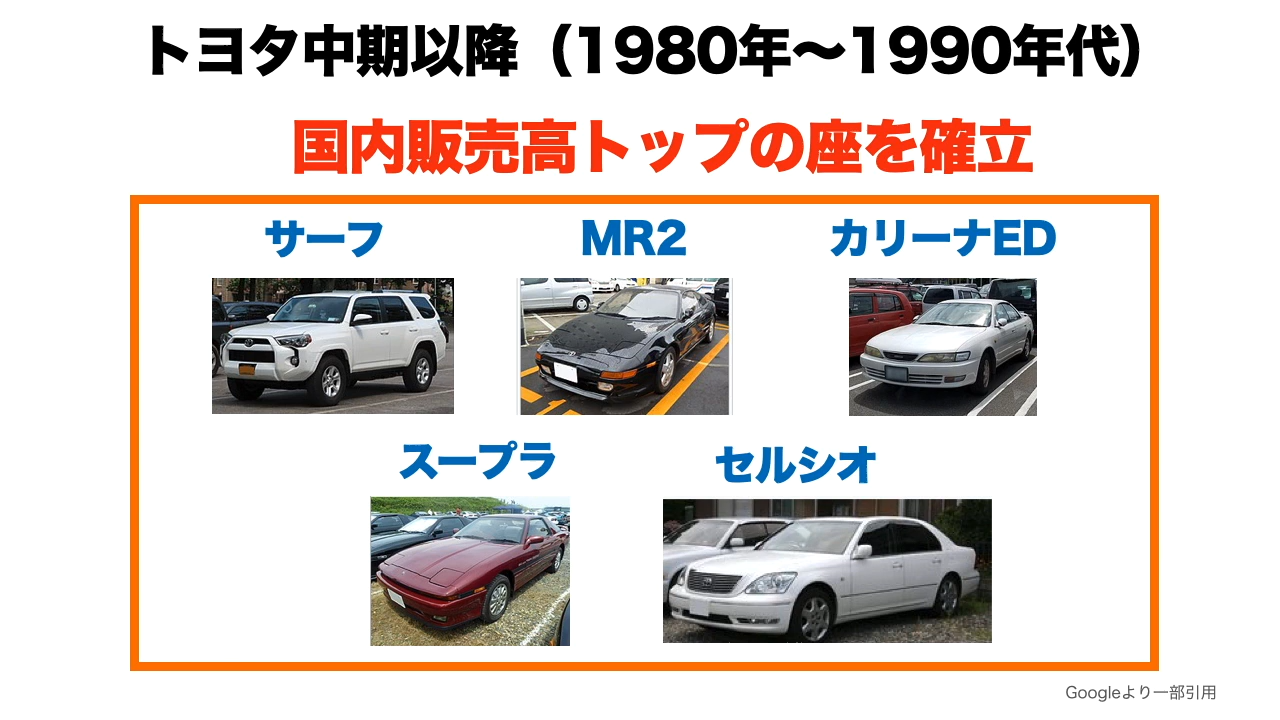 トヨタ中期以降（1980年〜1990年代）
国内販売高トップの座を確立
サーフ
MR2
カリーナED
スープラ
セルシオ
Googleより一部引用